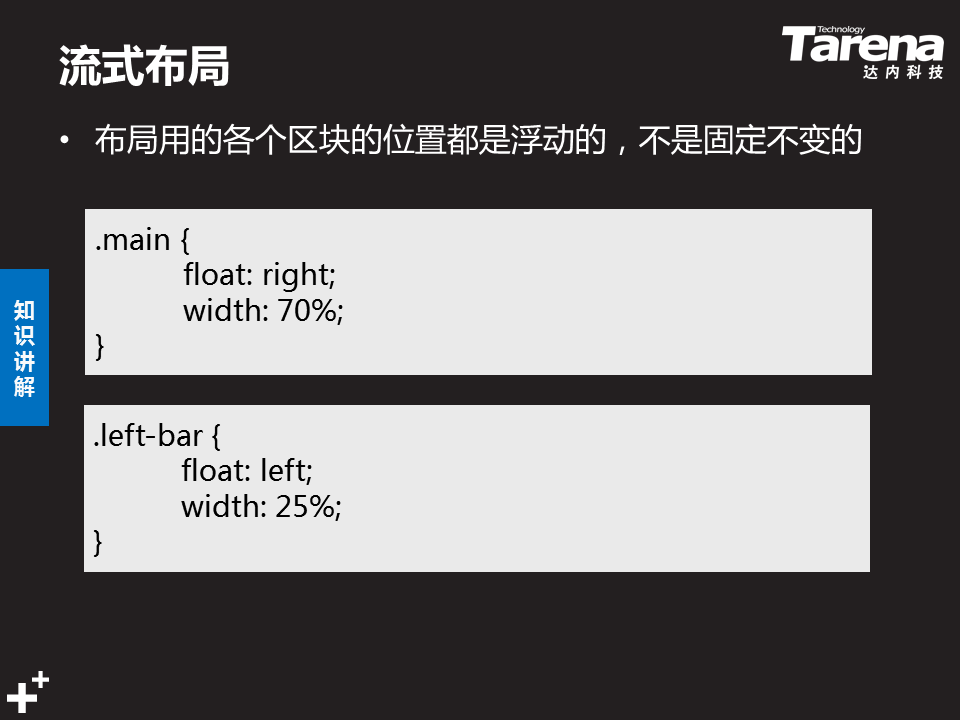 流式布局
Technology
Tarena
达内科技
• 布局用的各个区块的位置都是浮动的，不是固定不变的
.main {
float: right;
width: 70%;
}
知识讲解
.left-bar {
float: left;
width: 25%;
}